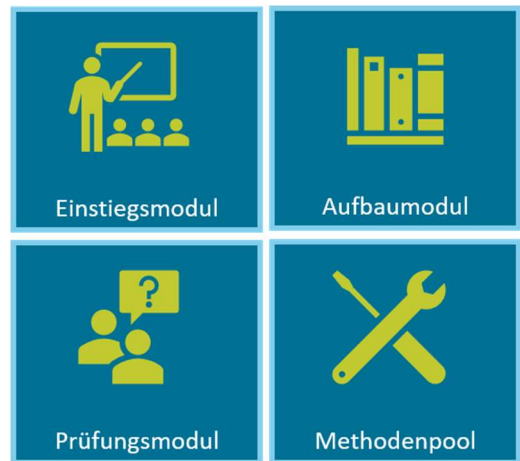 Einstiegsmodul
Aufbaumodul
?
Prüfungsmodul
Methodenpool